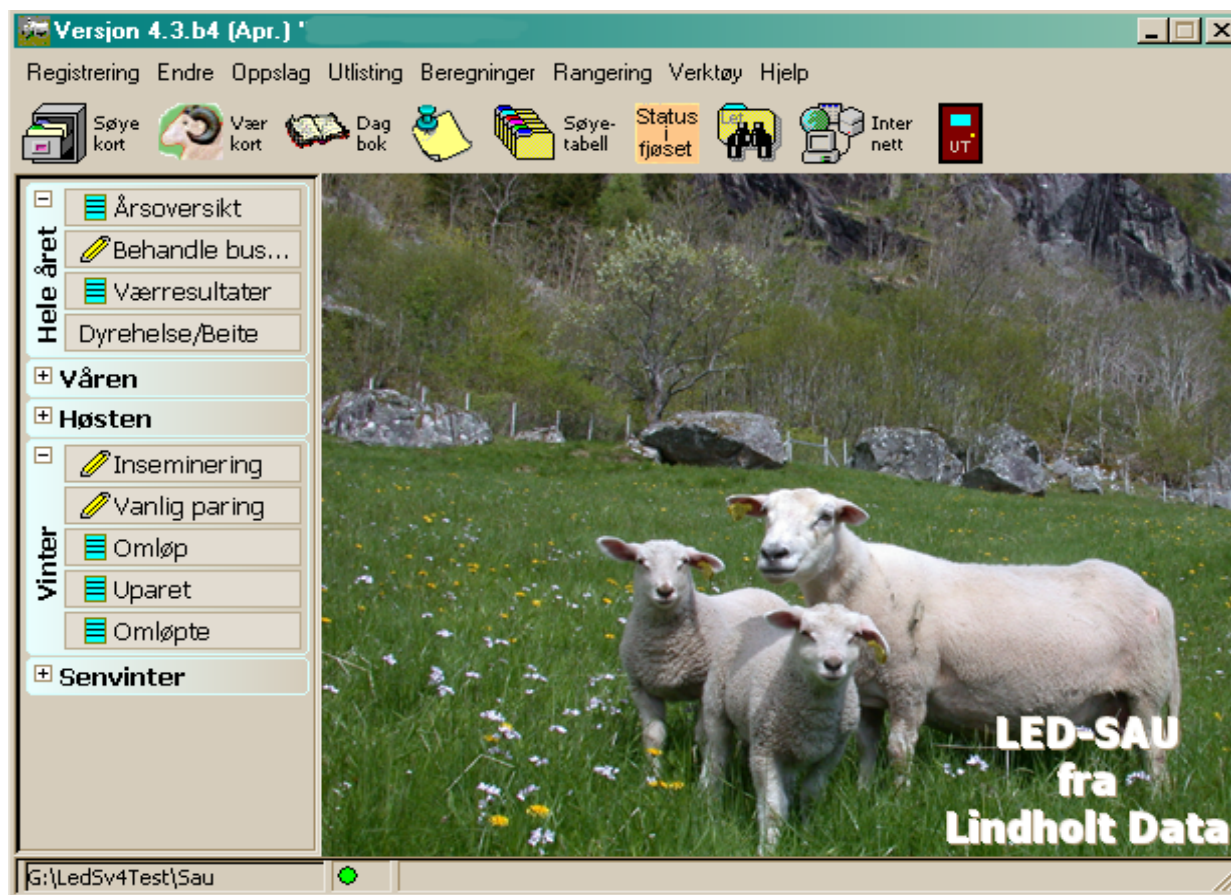 Versjon 4.3.b4 (Apr.) '
Registrering Endre Oppslag Utlisting Beregninger Rangering Verktøy Hjelp
Søye
kort
Vær
kort
Dag
bok
Søye-
tabell
Status
i
fjøset
Let
Inter
nett
UT
Hele året
Årsoversikt
Behandle bus...
Værresultater
Dyrehelse/Beite
Våren
Høsten
Vinter
Inseminering
Vanlig paring
Omløp
Uparet
Omløpte
Senvinter
LED-SAU
fra
Lindholt Data
G:\LedSv4Test\Sau